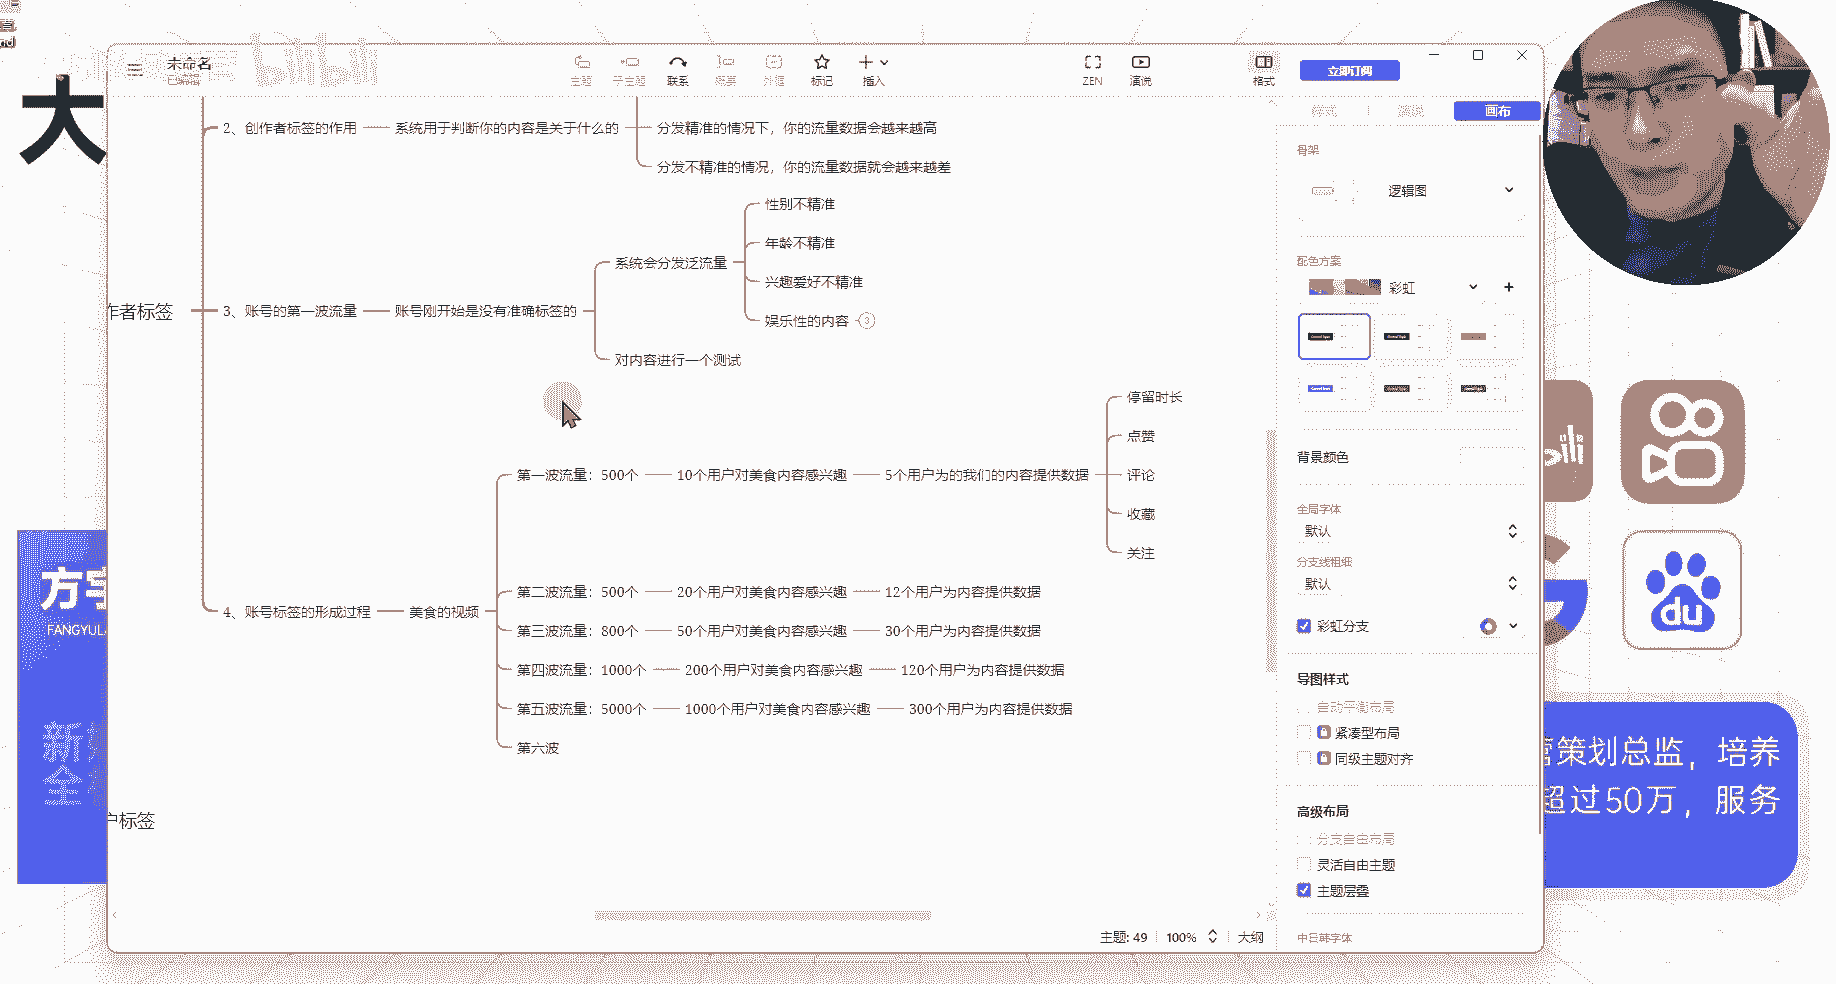 未命名
已编辑
bilibili
主题
子主题
联系
概要
外框
标记
插入
ZEN
演说
格式
立即订阅
大
样式
演说
画布
2、创作者标签的作用
系统用于判断你的内容是关于什么的
分发精准的情况下，你的流量数据会越来越高
分发不精准的情况，你的流量数据就会越来越差
性别不精准
年龄不精准
兴趣爱好不精准
娱乐性的内容
3
系统会分发泛流量
对内容进行一个测试
作者标签
3、账号的第一波流量
账号刚开始是没有准确标签的
停留时长
点赞
评论
收藏
关注
第一波流量：500个
10个用户对美食内容感兴趣
5个用户为的我们的内容提供数据
第二波流量：500个
20个用户对美食内容感兴趣
12个用户为内容提供数据
4、账号标签的形成过程
美食的视频
第三波流量：800个
50个用户对美食内容感兴趣
30个用户为内容提供数据
第四波流量：1000个
200个用户对美食内容感兴趣
120个用户为内容提供数据
第五波流量：5000个
1000个用户对美食内容感兴趣
300个用户为内容提供数据
第六波
户标签
骨架
逻辑图
配色方案
彩虹
背景颜色
全局字体
默认
分支线粗细
默认
彩虹分支
导图样式
自动平衡布局
紧凑型布局
同级主题对齐
高级布局
分支自由布局
灵活自由主题
主题层叠
中日韩字体
主题: 49
100%
大纲
方宇
FANGYU
新
全
du
营策划总监，培养
超过50万，服务